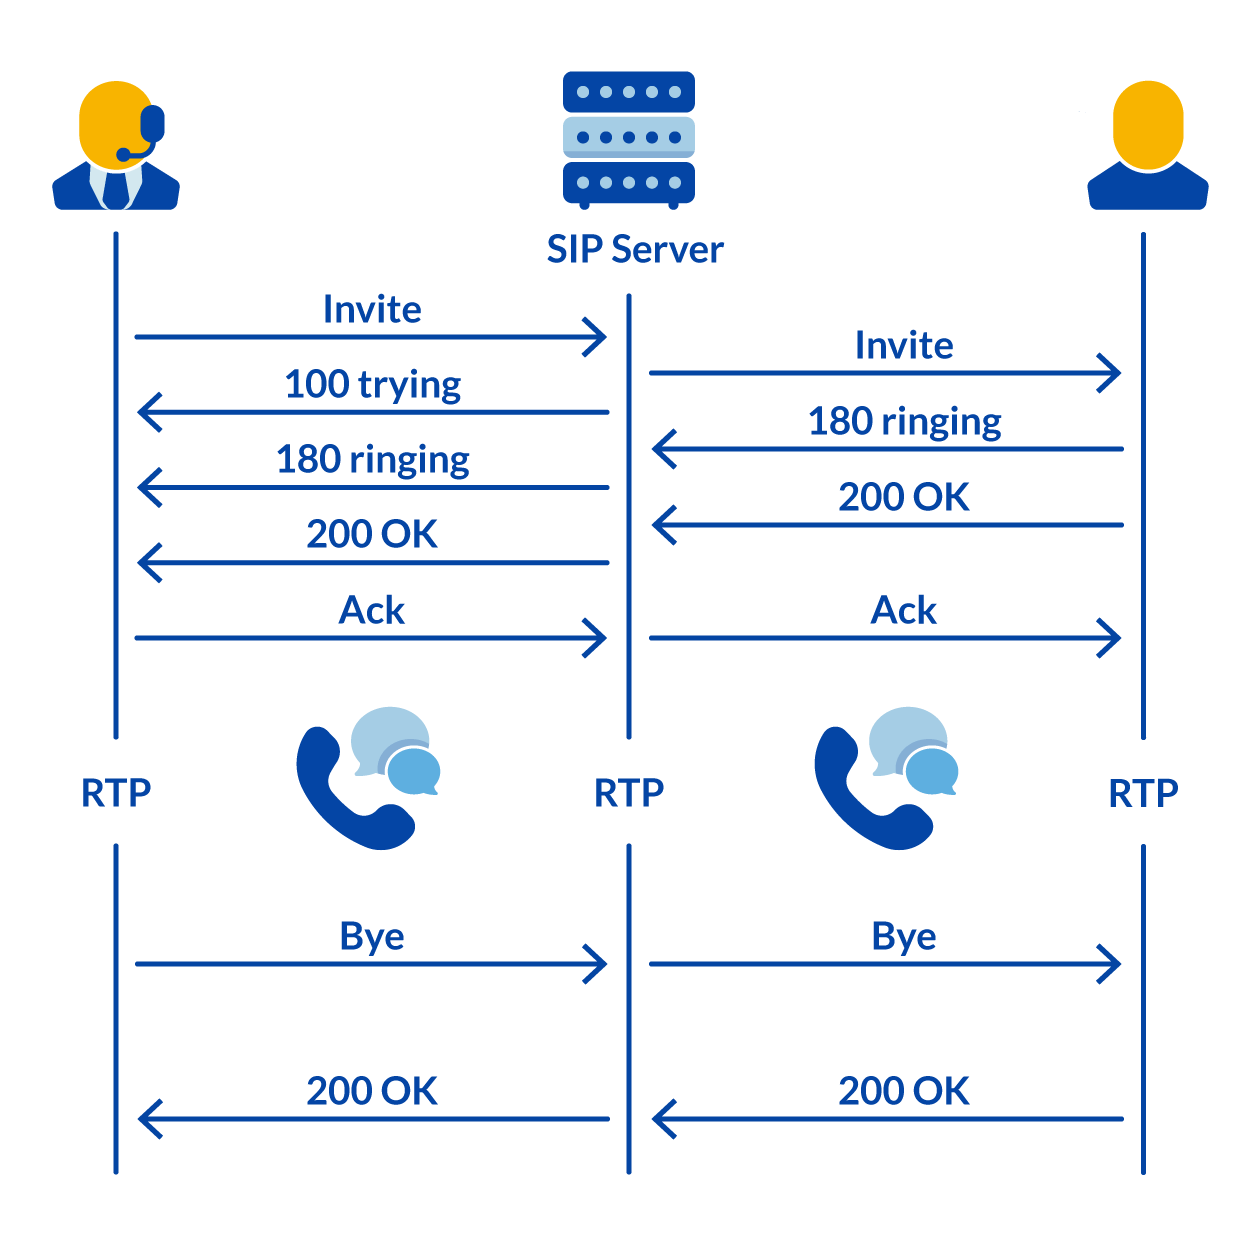 SIP Server
Invite
Invite
100 trying
180 ringing
180 ringing
200 OK
200 OK
Ack
Ack
RTP
RTP
RTP
Bye
Bye
200 OK
200 OK